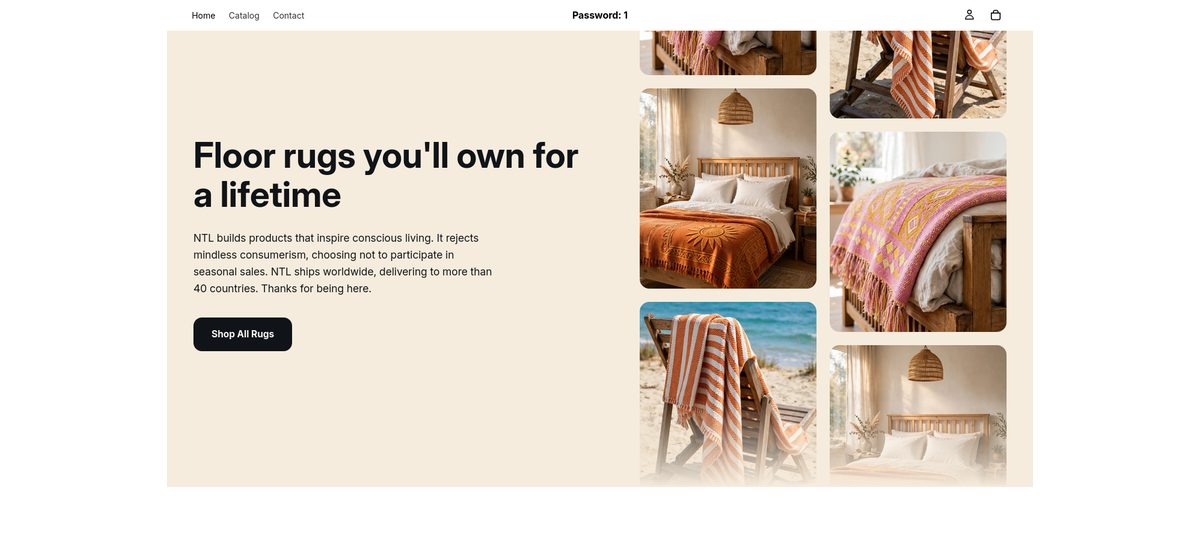 Home Catalog Contact Password: 1
Floor rugs you'll own for
a lifetime
NTL builds products that inspire conscious living. It rejects
mindless consumerism, choosing not to participate in
seasonal sales. NTL ships worldwide, delivering to more than
40 countries. Thanks for being here.
Shop All Rugs